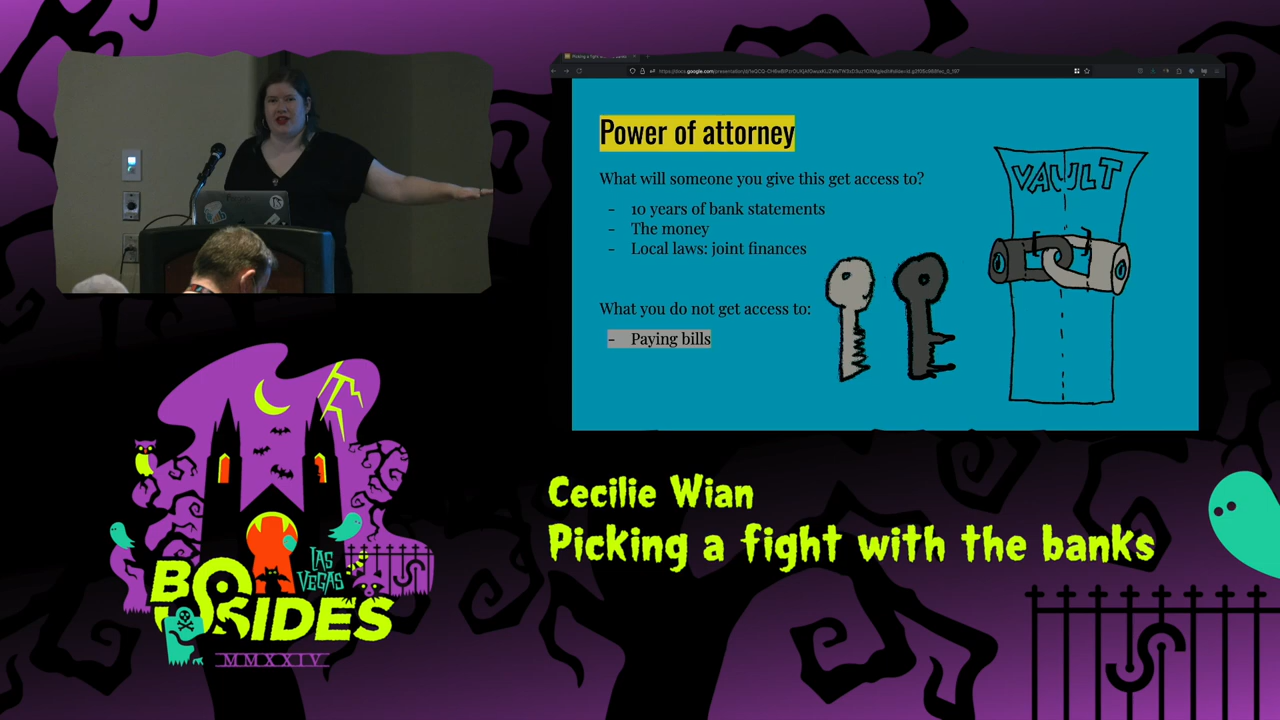 Power of attorney
What will someone you give this get access to?
- 10 years of bank statements
- The money
- Local laws: joint finances
What you do not get access to:
- Paying bills
VAULT
Cecilie Wian
Picking a fight with the banks
LAS
VEGAS
BSIDES
MMXXIV